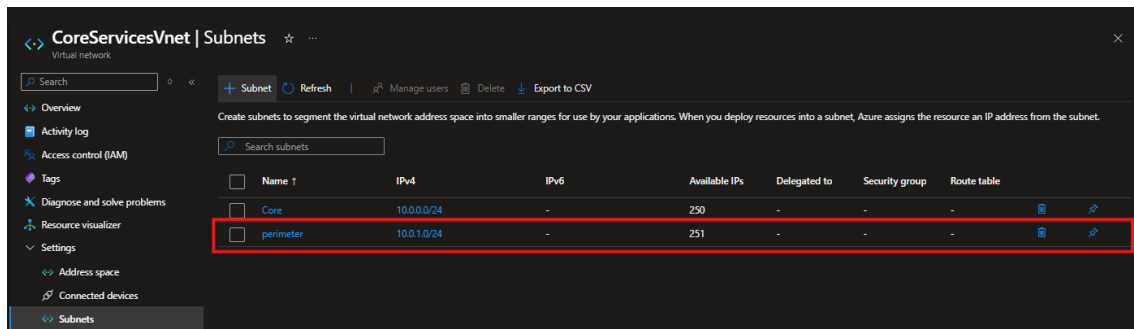 CoreServicesVnet | Subnets
Virtual network
Search
+ Subnet Refresh | Manage users Delete Export to CSV
Overview
Create subnets to segment the virtual network address space into smaller ranges for use by your applications. When you deploy resources into a subnet, Azure assigns the resource an IP address from the subnet.
Activity log
Search subnets
Access control (IAM)
Tags
Name ↑ IPv4 IPv6 Available IPs Delegated to Security group Route table
Diagnose and solve problems
Core 10.0.0.0/24 - 250 - - -
Resource visualizer
perimeter 10.0.1.0/24 - 251 - - -
Settings
Address space
Connected devices
Subnets